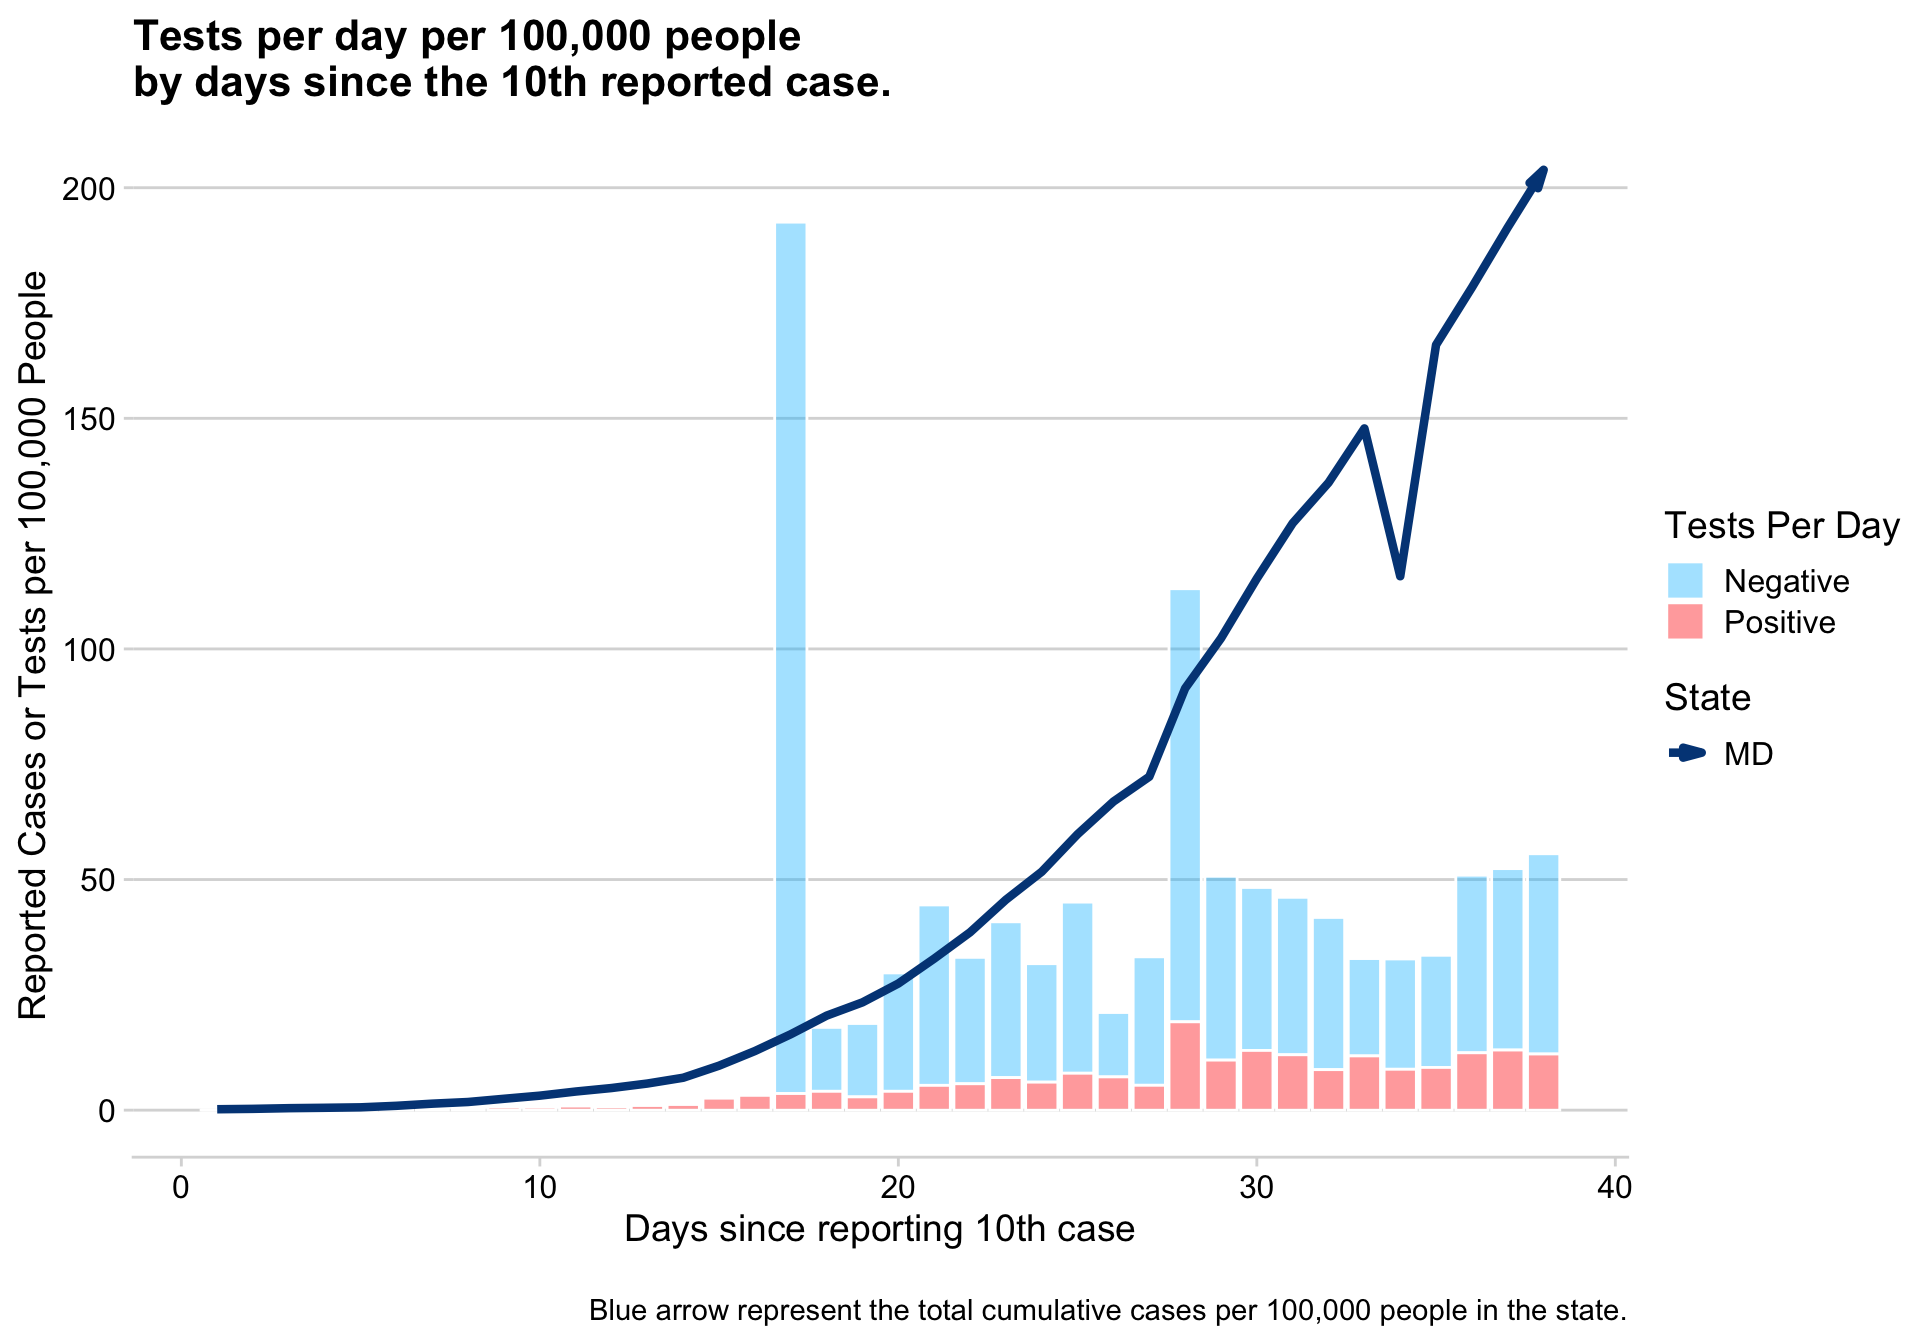 Tests per day per 100,000 people
by days since the 10th reported case.
Reported Cases or Tests per 100,000 People
200
150
100
50
0
0 10 20 30 40
Days since reporting 10th case
Tests Per Day
Negative
Positive
State
MD
Blue arrow represent the total cumulative cases per 100,000 people in the state.